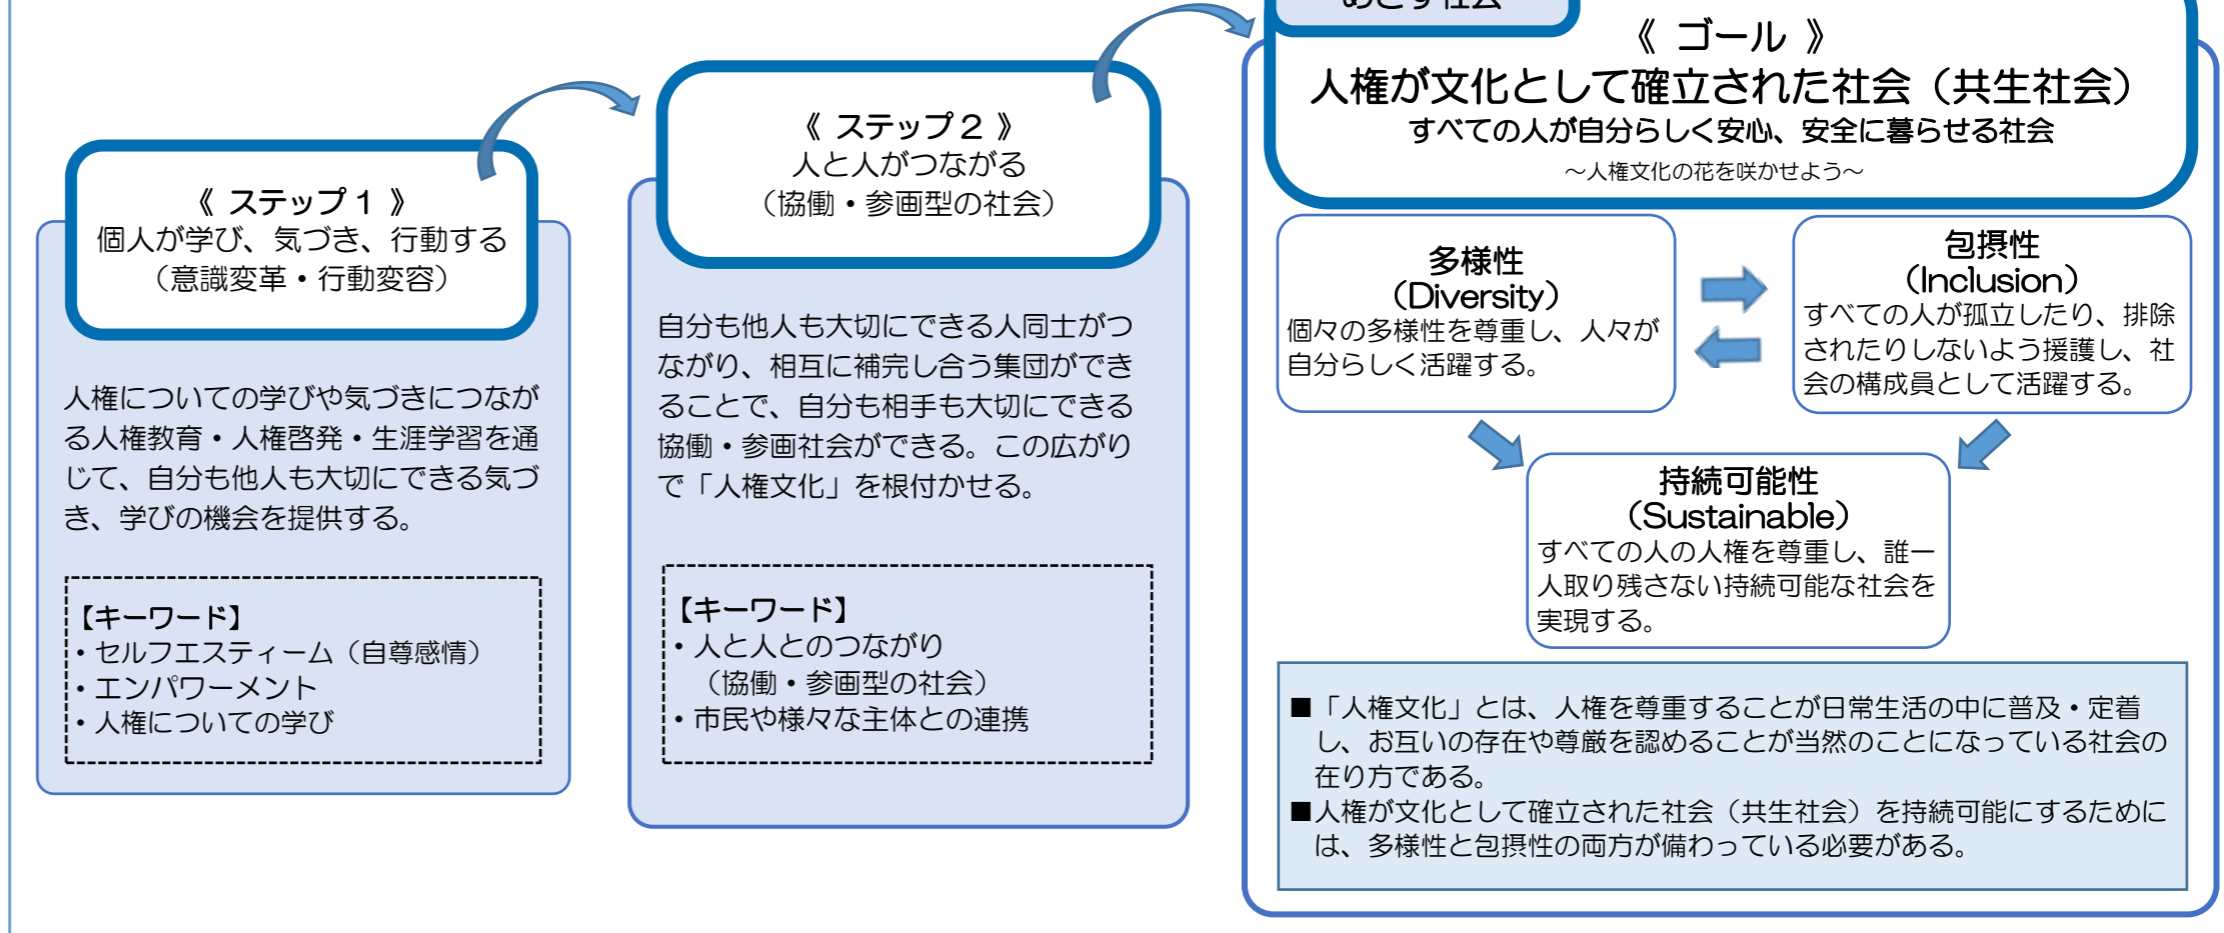 《 ステップ１ 》
個人が学び、気づき、行動する
（意識変革・行動変容）
人権についての学びや気づきにつなが
る人権教育・人権啓発・生涯学習を通
じて、自分も他人も大切にできる気づ
き、学びの機会を提供する。
【キーワード】
・セルフエスティーム（自尊感情）
・エンパワーメント
・人権についての学び
《 ステップ２ 》
人と人がつながる
（協働・参画型の社会）
自分も他人も大切にできる人同士がつ
ながり、相互に補完し合う集団ができ
ることで、自分も相手も大切にできる
協働・参画社会ができる。この広がり
で「人権文化」を根付かせる。
【キーワード】
・人と人とのつながり
（協働・参画型の社会）
・市民や様々な主体との連携
めざす社会
《 ゴール 》
人権が文化として確立された社会（共生社会）
すべての人が自分らしく安心、安全に暮らせる社会
～人権文化の花を咲かせよう～
多様性
（Diversity）
個々の多様性を尊重し、人々が
自分らしく活躍する。
包摂性
（Inclusion）
すべての人が孤立したり、排除
されたりしないよう援護し、社
会の構成員として活躍する。
持続可能性
（Sustainable）
すべての人の人権を尊重し、誰一
人取り残さない持続可能な社会を
実現する。
■「人権文化」とは、人権を尊重することが日常生活の中に普及・定着
し、お互いの存在や尊厳を認めることが当然のことになっている社会の
在り方である。
■人権が文化として確立された社会（共生社会）を持続可能にするために
は、多様性と包摂性の両方が備わっている必要がある。